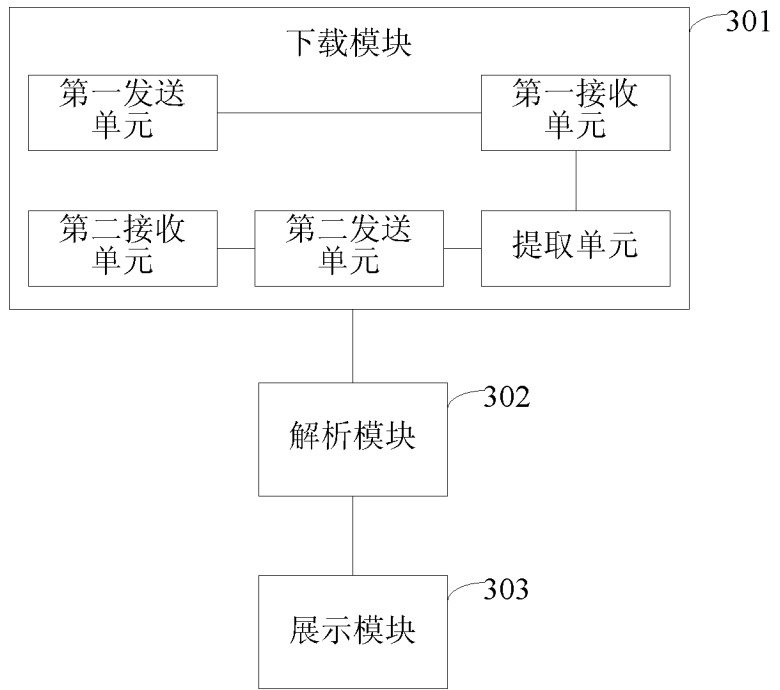 301
下载模块
第一发送
单元
第一接收
单元
第二接收
单元
第二发送
单元
提取单元
302
解析模块
303
展示模块